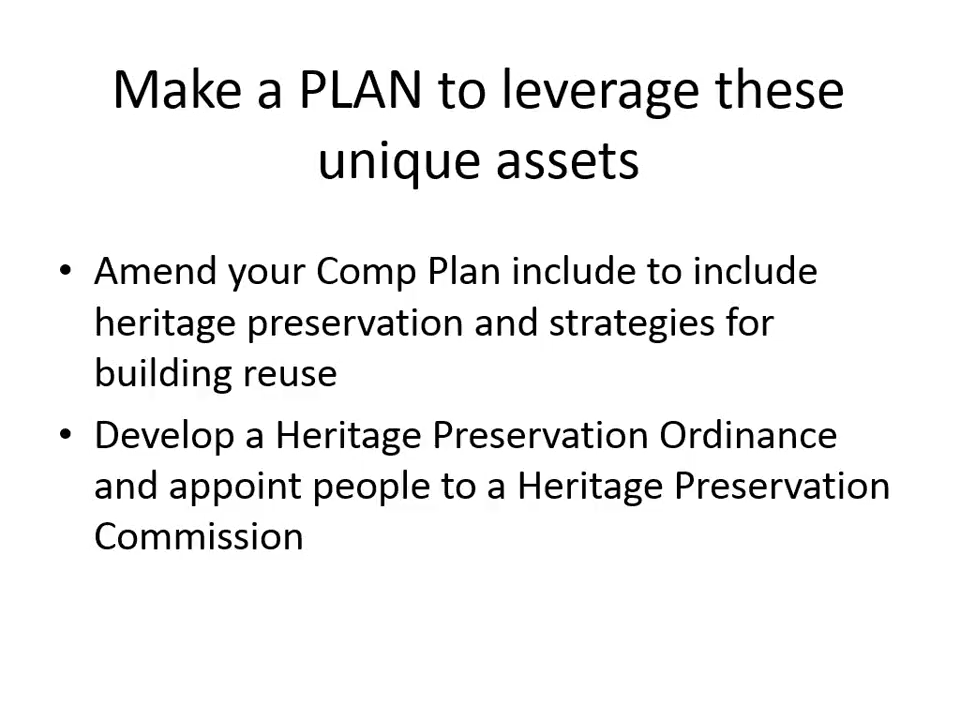 Make a PLAN to leverage these
unique assets
• Amend your Comp Plan include to include
heritage preservation and strategies for
building reuse
• Develop a Heritage Preservation Ordinance
and appoint people to a Heritage Preservation
Commission